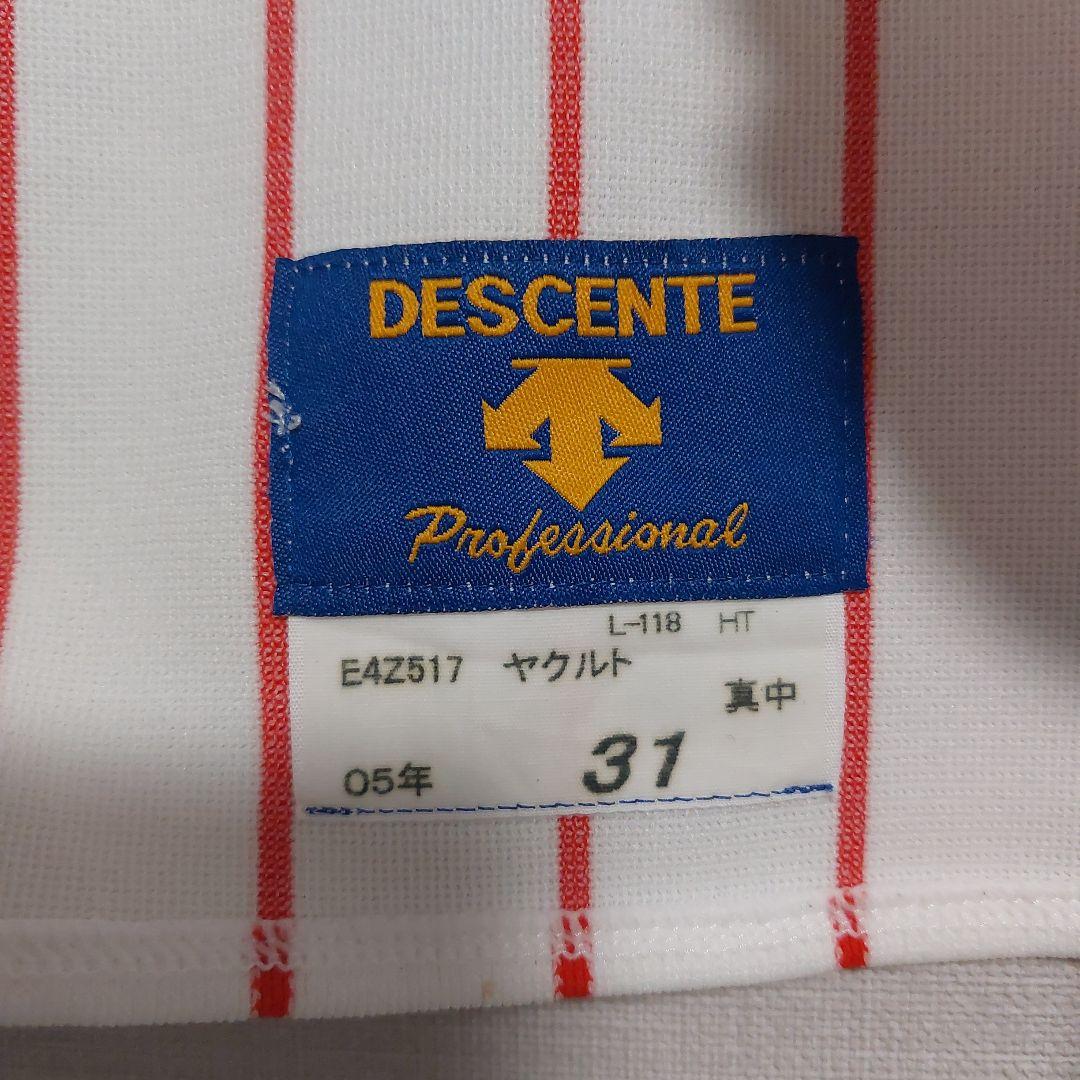 DESCENTE
Professional
L-118 HT
E4Z517 ヤクルト
真中
05年 31